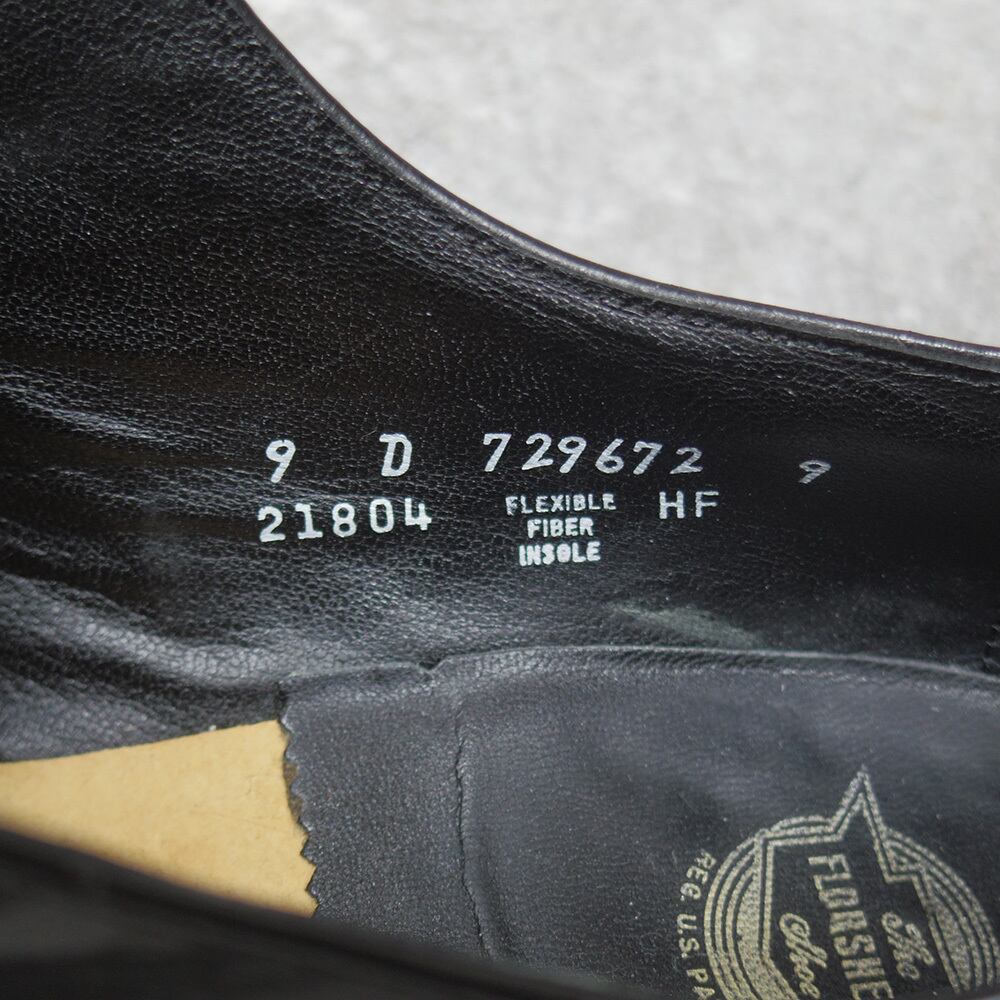 9 D 729672 9
21804 FLEXIBLE HF
FIBER
INSOLE
The
FLORSHE
Shoe
REG. U.S. PA